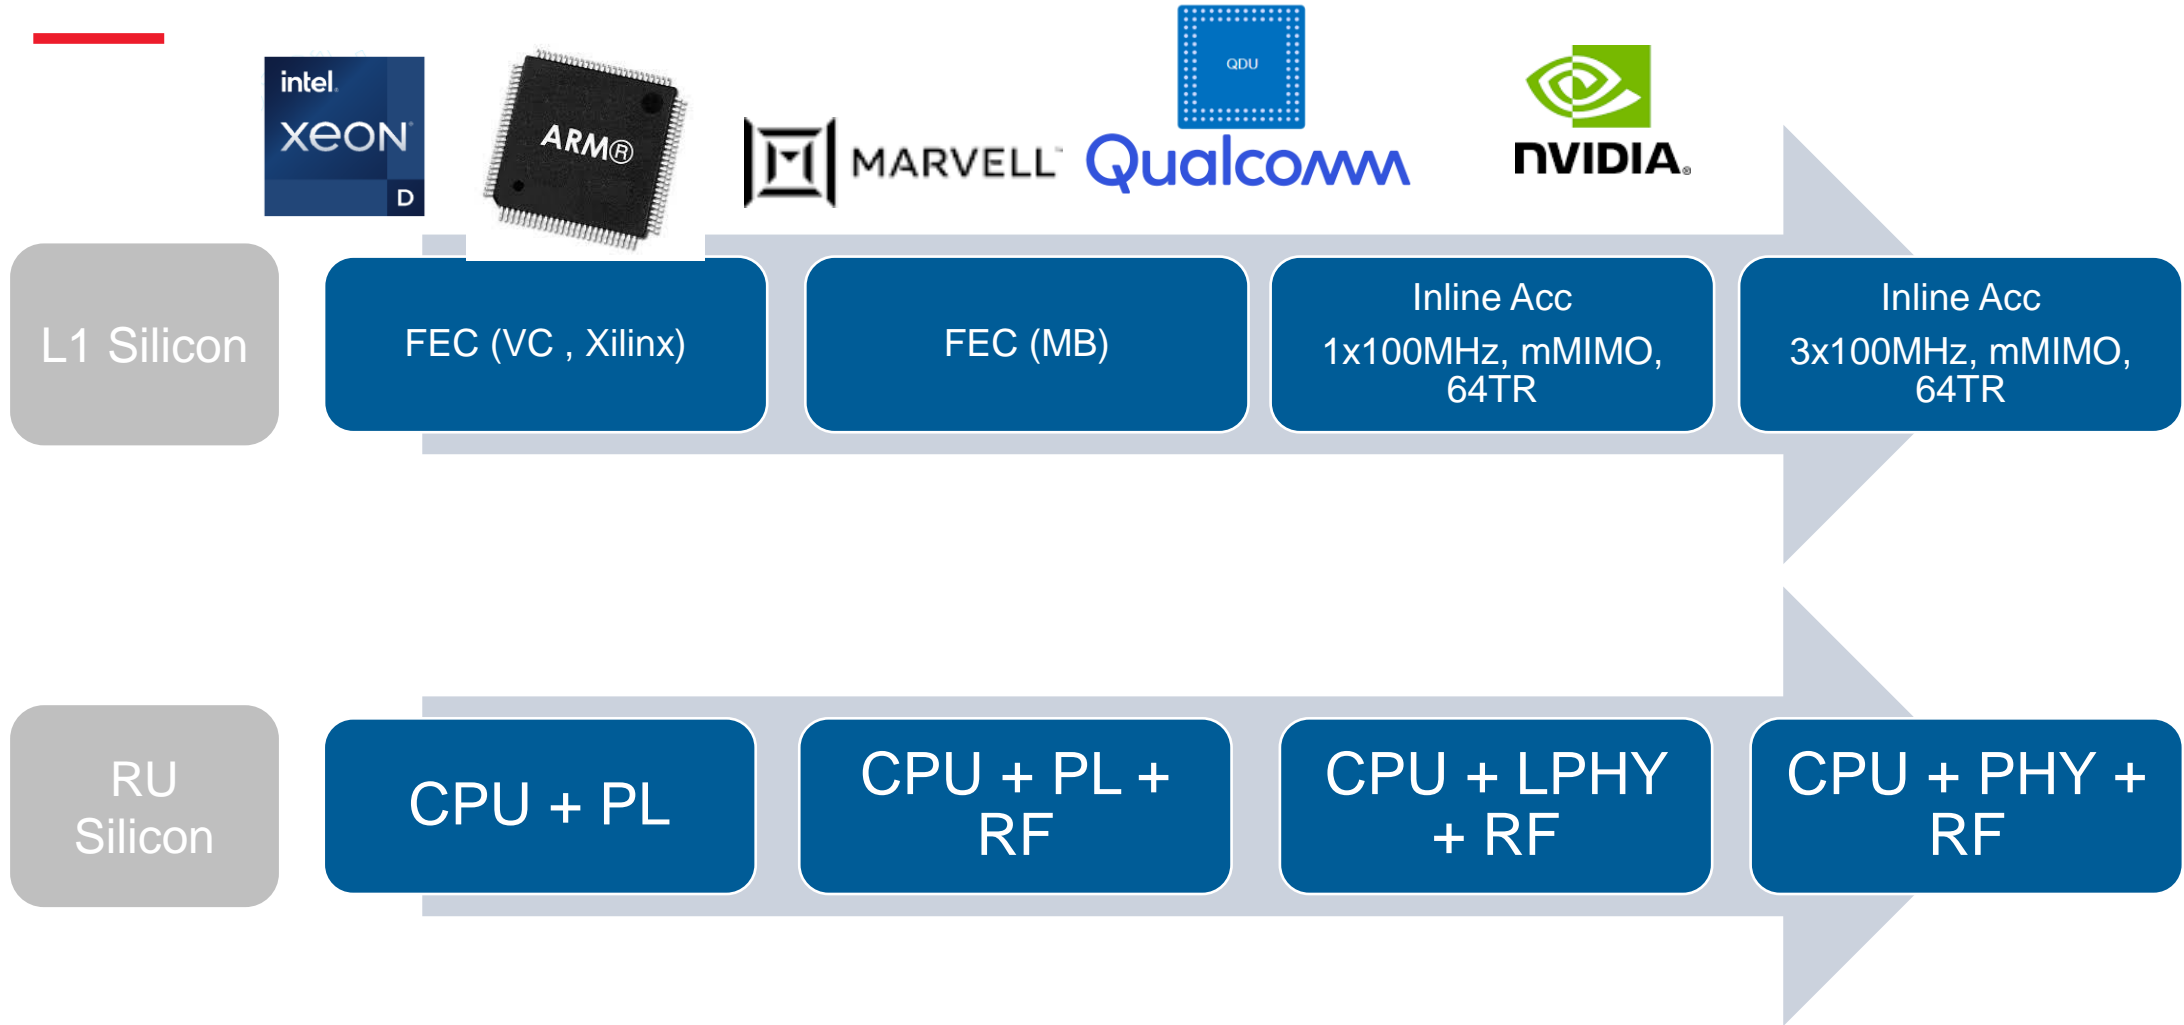 intel.
xeon
D
ARM®
MARVELL™
QDU
Qualcomm
NVIDIA®
L1 Silicon
FEC (VC , Xilinx)
FEC (MB)
Inline Acc
1x100MHz, mMIMO,
64TR
Inline Acc
3x100MHz, mMIMO,
64TR
RU
Silicon
CPU + PL
CPU + PL +
RF
CPU + LPHY
+ RF
CPU + PHY +
RF